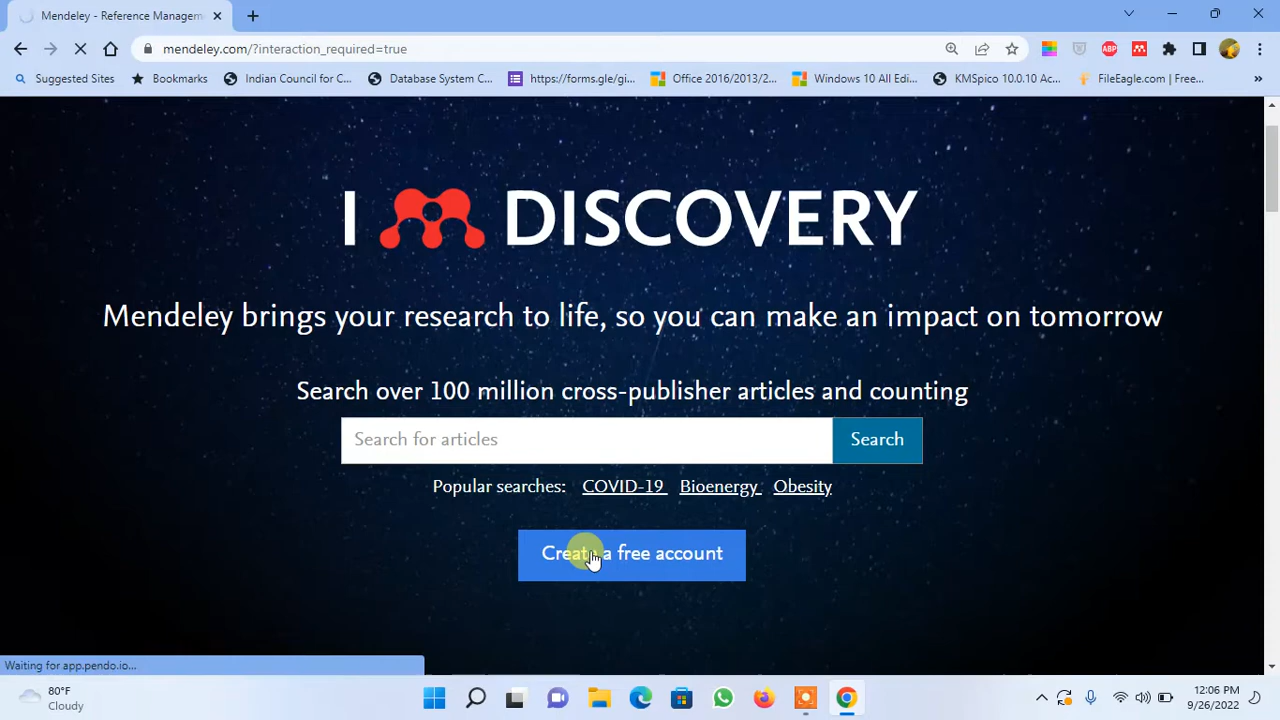 Mendeley - Reference Managem
mendeley.com/?interaction_required=true
ABP
Suggested Sites
Bookmarks
Indian Council for C...
Database System C...
https://forms.gle/gi...
Office 2016/2013/2...
Windows 10 All Edi...
KMSpico 10.0.10 Ac...
FileEagle.com | Free...
»
I DISCOVERY
Mendeley brings your research to life, so you can make an impact on tomorrow
Search over 100 million cross-publisher articles and counting
Search for articles
Search
Popular searches: COVID-19 Bioenergy Obesity
Create a free account
Waiting for app.pendo.io...
80°F
Cloudy
12:06 PM
9/26/2022